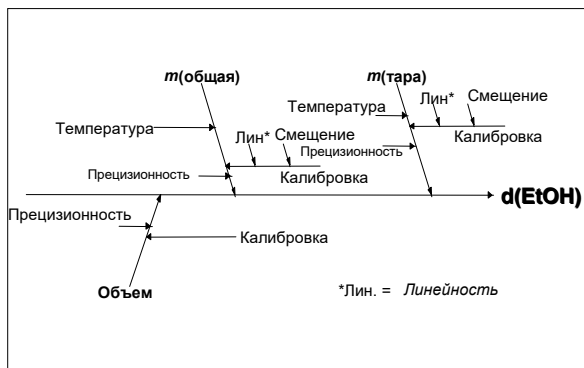 m(общая)
m(тара)
Температура
Лин*
Смещение
Прецизионность
Калибровка
Температура
Лин*
Смещение
Прецизионность
Калибровка
d(EtOH)
Прецизионность
Калибровка
Объем
*Лин. = Линейность